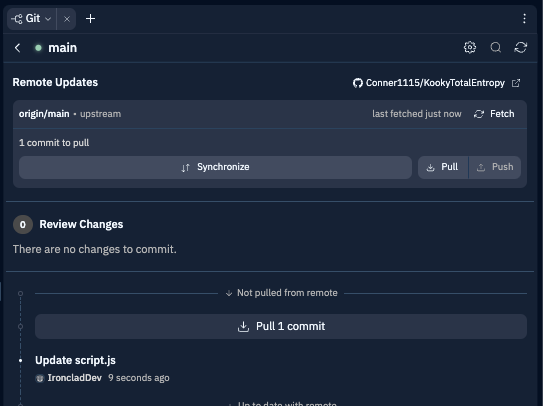 Git
main
Remote Updates
Conner1115/KookyTotalEntropy
origin/main • upstream
last fetched just now
Fetch
1 commit to pull
Synchronize
Pull
Push
0 Review Changes
There are no changes to commit.
Not pulled from remote
Pull 1 commit
Update script.js
IroncladDev 9 seconds ago
Up to date with remote